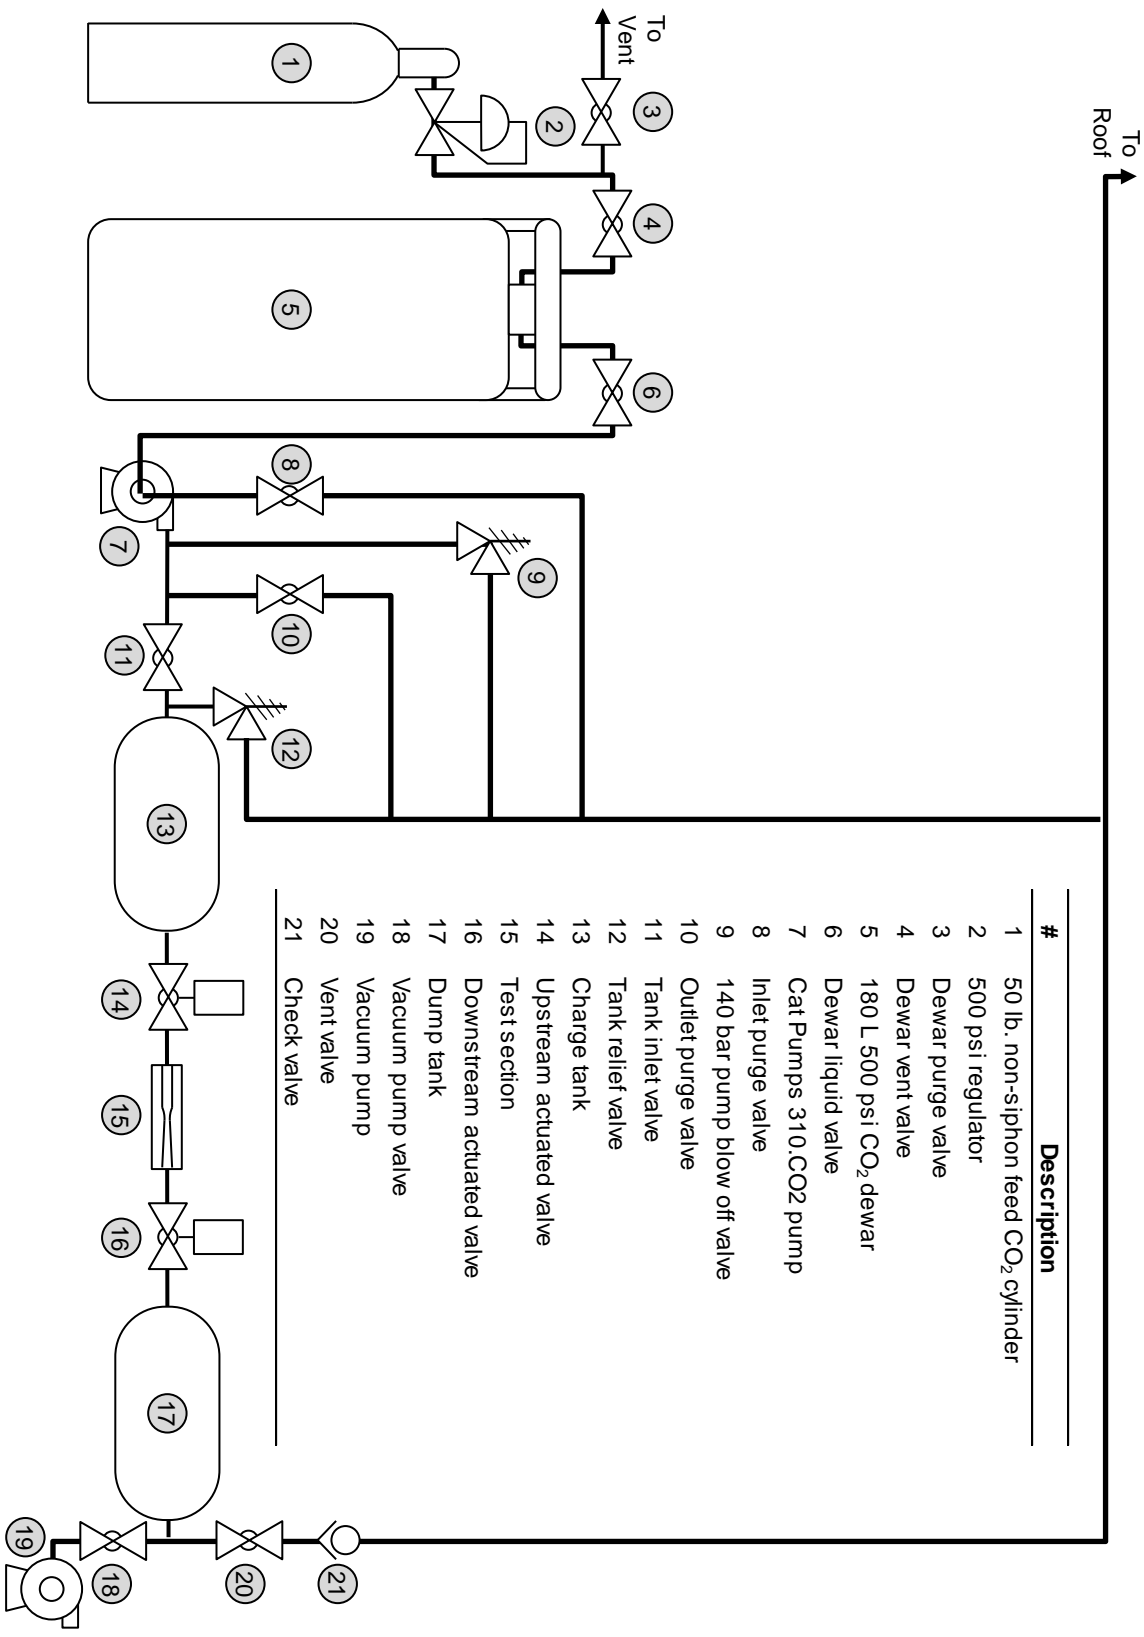 To
Roof
To
Vent
1
2
3
4
5
6
7
8
9
10
11
12
13
14
15
16
17
18
19
20
21
# Description
1 50 lb. non-siphon feed CO₂ cylinder
2 500 psi regulator
3 Dewar purge valve
4 Dewar vent valve
5 180 L 500 psi CO₂ dewar
6 Dewar liquid valve
7 Cat Pumps 310.CO2 pump
8 Inlet purge valve
9 140 bar pump blow off valve
10 Outlet purge valve
11 Tank inlet valve
12 Tank relief valve
13 Charge tank
14 Upstream actuated valve
15 Test section
16 Downstream actuated valve
17 Dump tank
18 Vacuum pump valve
19 Vacuum pump
20 Vent valve
21 Check valve